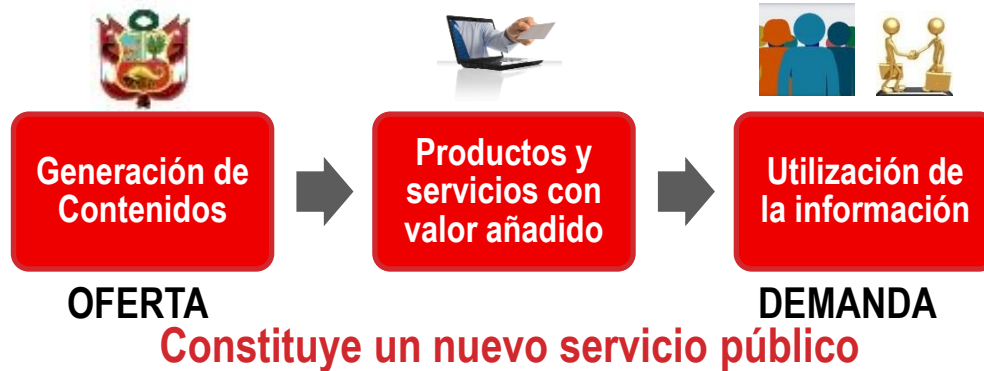 Generación de
Contenidos
Productos y
servicios con
valor añadido
Utilización de
la información
OFERTA
DEMANDA
Constituye un nuevo servicio público